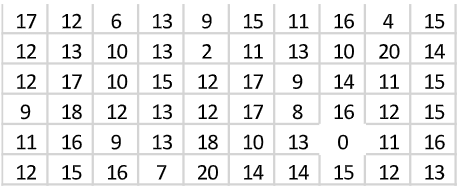 17 12 6 13 9 15 11 16 4 15
12 13 10 13 2 11 13 10 20 14
12 17 10 15 12 17 9 14 11 15
9 18 12 13 12 17 8 16 12 15
11 16 9 13 18 10 13 0 11 16
12 15 16 7 20 14 14 15 12 13